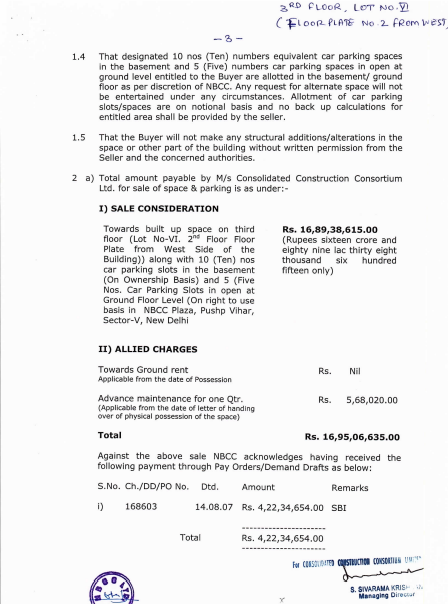 3RD FLOOR, LOT NO. VI
(FLOOR PLATE NO. 2 FROM WEST,
- 3 -
1.4 That designated 10 nos (Ten) numbers equivalent car parking spaces
in the basement and 5 (Five) numbers car parking spaces in open at
ground level entitled to the Buyer are allotted in the basement/ ground
floor as per discretion of NBCC. Any request for alternate space will not
be entertained under any circumstances. Allotment of car parking
slots/spaces are on notional basis and no back up calculations for
entitled area shall be provided by the seller.
1.5 That the Buyer will not make any structural additions/alterations in the
space or other part of the building without written permission from the
Seller and the concerned authorities.
2 a) Total amount payable by M/s Consolidated Construction Consortium
Ltd. for sale of space & parking is as under:-
I) SALE CONSIDERATION
Towards built up space on third
floor (Lot No-VI. 2nd Floor Floor
Plate from West Side of the
Building)) along with 10 (Ten) nos
car parking slots in the basement
(On Ownership Basis) and 5 (Five
Nos. Car Parking Slots in open at
Ground Floor Level (On right to use
basis in NBCC Plaza, Pushp Vihar,
Sector-V, New Delhi
Rs. 16,89,38,615.00
(Rupees sixteen crore and
eighty nine lac thirty eight
thousand six hundred
fifteen only)
II) ALLIED CHARGES
Towards Ground rent Rs. Nil
Applicable from the date of Possession
Advance maintenance for one Qtr. Rs. 5,68,020.00
(Applicable from the date of letter of handing
over of physical possession of the space)
Total Rs. 16,95,06,635.00
Against the above sale NBCC acknowledges having received the
following payment through Pay Orders/Demand Drafts as below:
S.No. Ch./DD/PO No. Dtd. Amount Remarks
i) 168603 14.08.07 Rs. 4,22,34,654.00 SBI
Total Rs. 4,22,34,654.00
For CONSOLIDATED CONSTRUCTION CONSORTIUM LIMITED
S. SIVARAMA KRISH
Managing Director